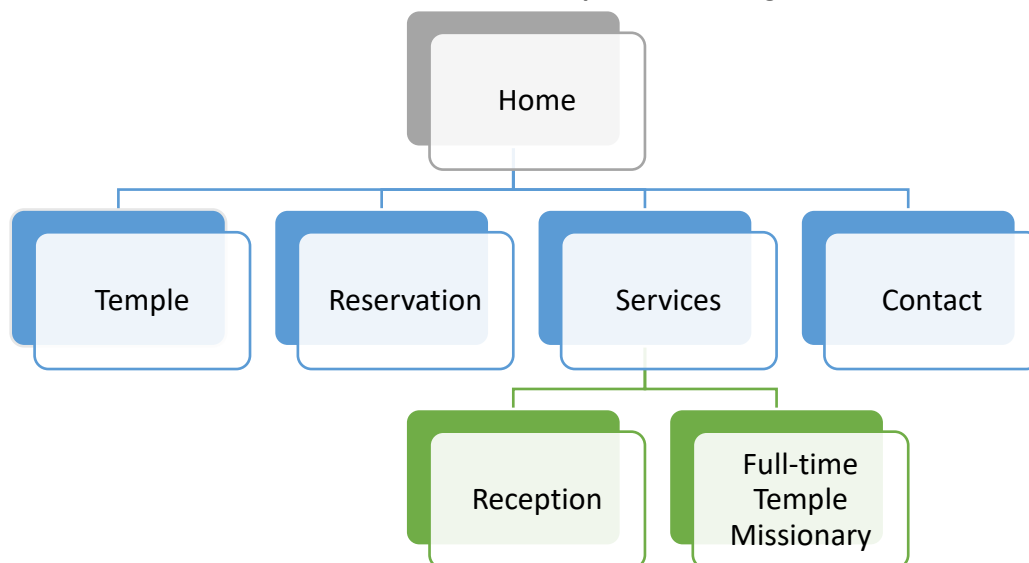 Home
Temple
Reservation
Services
Contact
Reception
Full-time
Temple
Missionary